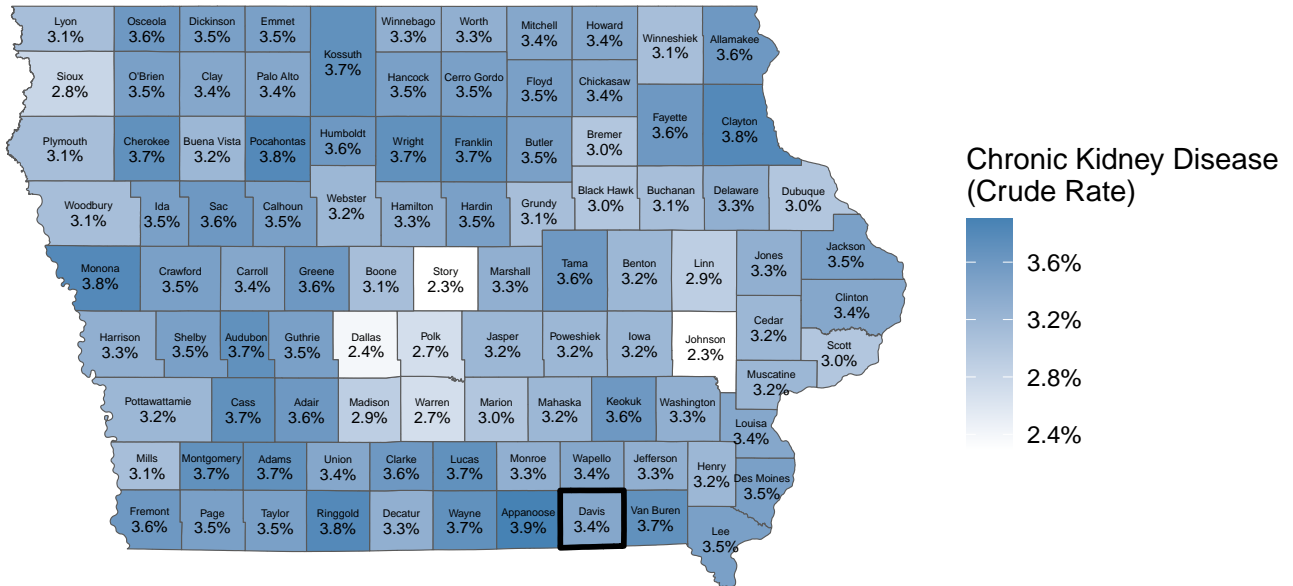 Lyon
3.1%
Osceola
3.6%
Dickinson
3.5%
Emmet
3.5%
Kossuth
3.7%
Winnebago
3.3%
Worth
3.3%
Mitchell
3.4%
Howard
3.4%
Winneshiek
3.1%
Allamakee
3.6%
Sioux
2.8%
O'Brien
3.5%
Clay
3.4%
Palo Alto
3.4%
Hancock
3.5%
Cerro Gordo
3.5%
Floyd
3.5%
Chickasaw
3.4%
Fayette
3.6%
Clayton
3.8%
Plymouth
3.1%
Cherokee
3.7%
Buena Vista
3.2%
Pocahontas
3.8%
Humboldt
3.6%
Wright
3.7%
Franklin
3.7%
Butler
3.5%
Bremer
3.0%
Woodbury
3.1%
Ida
3.5%
Sac
3.6%
Calhoun
3.5%
Webster
3.2%
Hamilton
3.3%
Hardin
3.5%
Grundy
3.1%
Black Hawk
3.0%
Buchanan
3.1%
Delaware
3.3%
Dubuque
3.0%
Monona
3.8%
Crawford
3.5%
Carroll
3.4%
Greene
3.6%
Boone
3.1%
Story
2.3%
Marshall
3.3%
Tama
3.6%
Benton
3.2%
Linn
2.9%
Jones
3.3%
Jackson
3.5%
Clinton
3.4%
Harrison
3.3%
Shelby
3.5%
Audubon
3.7%
Guthrie
3.5%
Dallas
2.4%
Polk
2.7%
Jasper
3.2%
Poweshiek
3.2%
Iowa
3.2%
Johnson
2.3%
Cedar
3.2%
Scott
3.0%
Muscatine
3.2%
Pottawattamie
3.2%
Cass
3.7%
Adair
3.6%
Madison
2.9%
Warren
2.7%
Marion
3.0%
Mahaska
3.2%
Keokuk
3.6%
Washington
3.3%
Louisa
3.4%
Mills
3.1%
Montgomery
3.7%
Adams
3.7%
Union
3.4%
Clarke
3.6%
Lucas
3.7%
Monroe
3.3%
Wapello
3.4%
Jefferson
3.3%
Henry
3.2%
Des Moines
3.5%
Fremont
3.6%
Page
3.5%
Taylor
3.5%
Ringgold
3.8%
Decatur
3.3%
Wayne
3.7%
Appanoose
3.9%
Davis
3.4%
Van Buren
3.7%
Lee
3.5%
Chronic Kidney Disease
(Crude Rate)
3.6%
3.2%
2.8%
2.4%